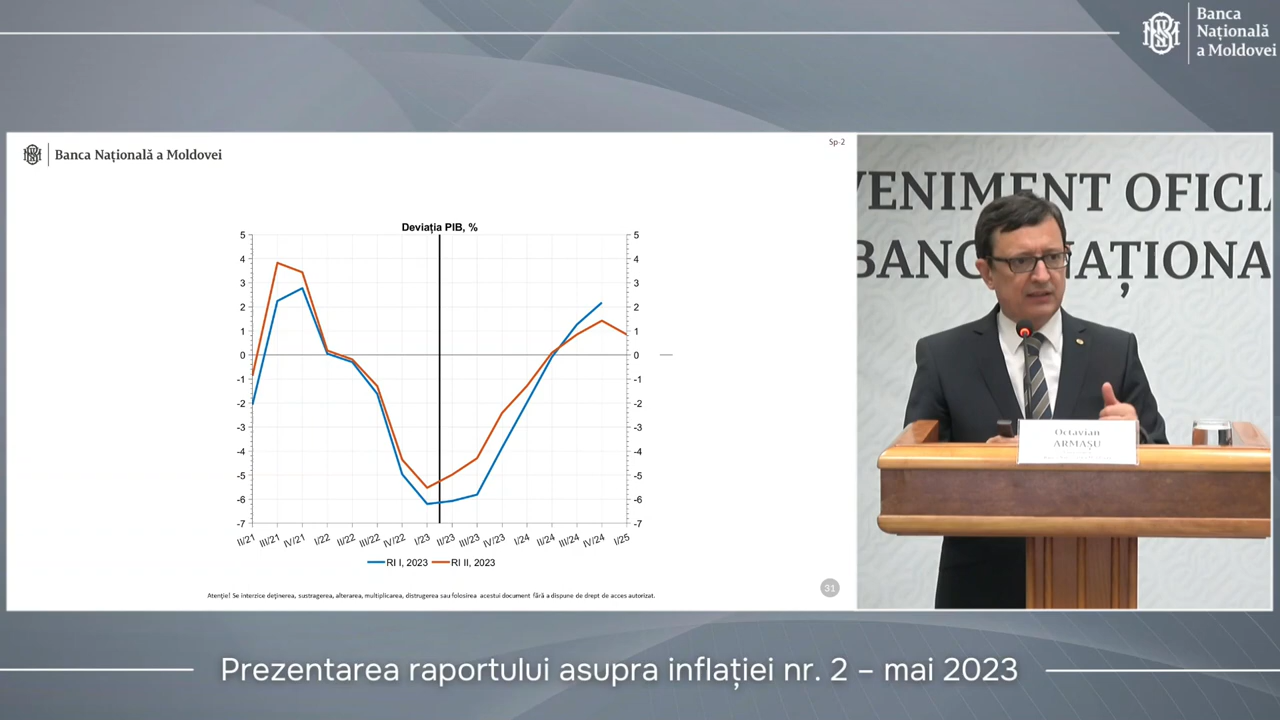 Banca
Națională
a Moldovei
Banca Națională a Moldovei
Sp-2
Deviația PIB, %
5
4
3
2
1
0
-1
-2
-3
-4
-5
-6
-7
5
4
3
2
1
0
-1
-2
-3
-4
-5
-6
-7
II/21 III/21 IV/21 I/22 II/22 III/22 IV/22 I/23 II/23 III/23 IV/23 I/24 II/24 III/24 IV/24 I/25
RI I, 2023 RI II, 2023
Atenție! Se interzice deținerea, sustragerea, alterarea, multiplicarea, distrugerea sau folosirea acestui document fără a dispune de drept de acces autorizat.
31
VENIMENT OFICIA
BANC NAȚIONA
Octavian
ARMAȘU
Prezentarea raportului asupra inflației nr. 2 – mai 2023